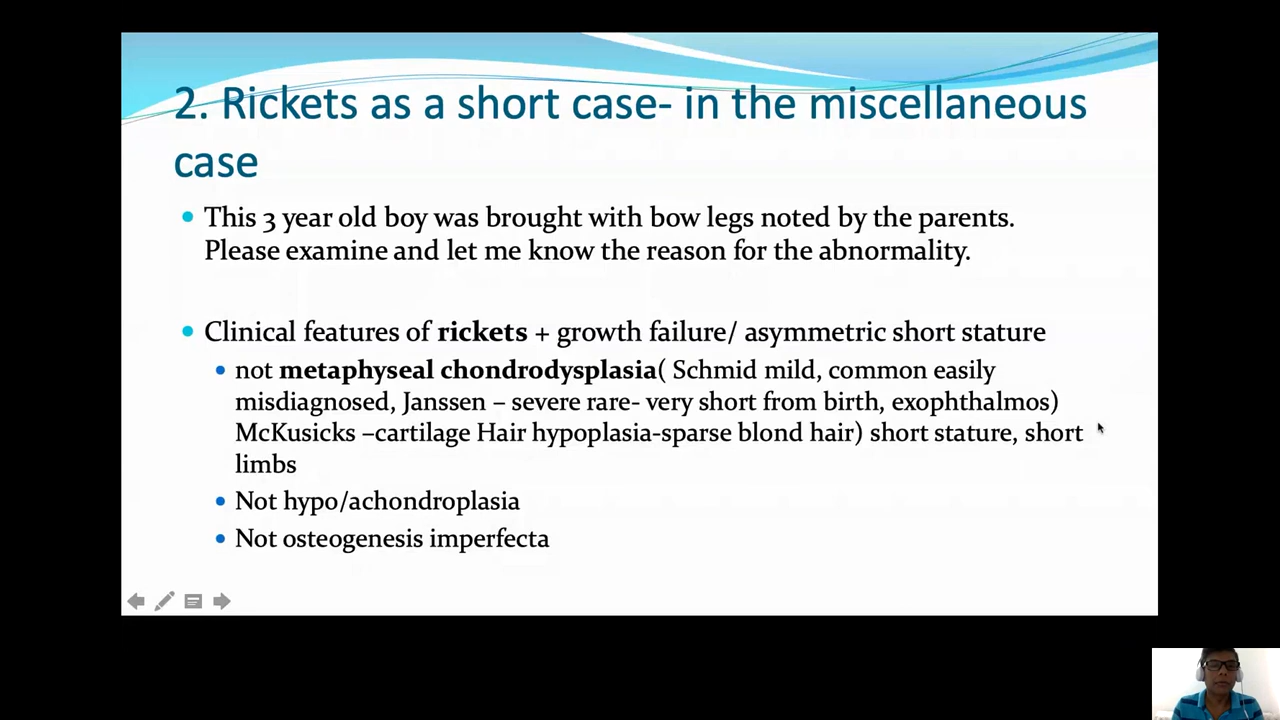 2. Rickets as a short case- in the miscellaneous
case
This 3 year old boy was brought with bow legs noted by the parents.
Please examine and let me know the reason for the abnormality.
Clinical features of rickets + growth failure/ asymmetric short stature
not metaphyseal chondrodysplasia( Schmid mild, common easily
misdiagnosed, Janssen – severe rare- very short from birth, exophthalmos)
McKusicks –cartilage Hair hypoplasia-sparse blond hair) short stature, short
limbs
Not hypo/achondroplasia
Not osteogenesis imperfecta